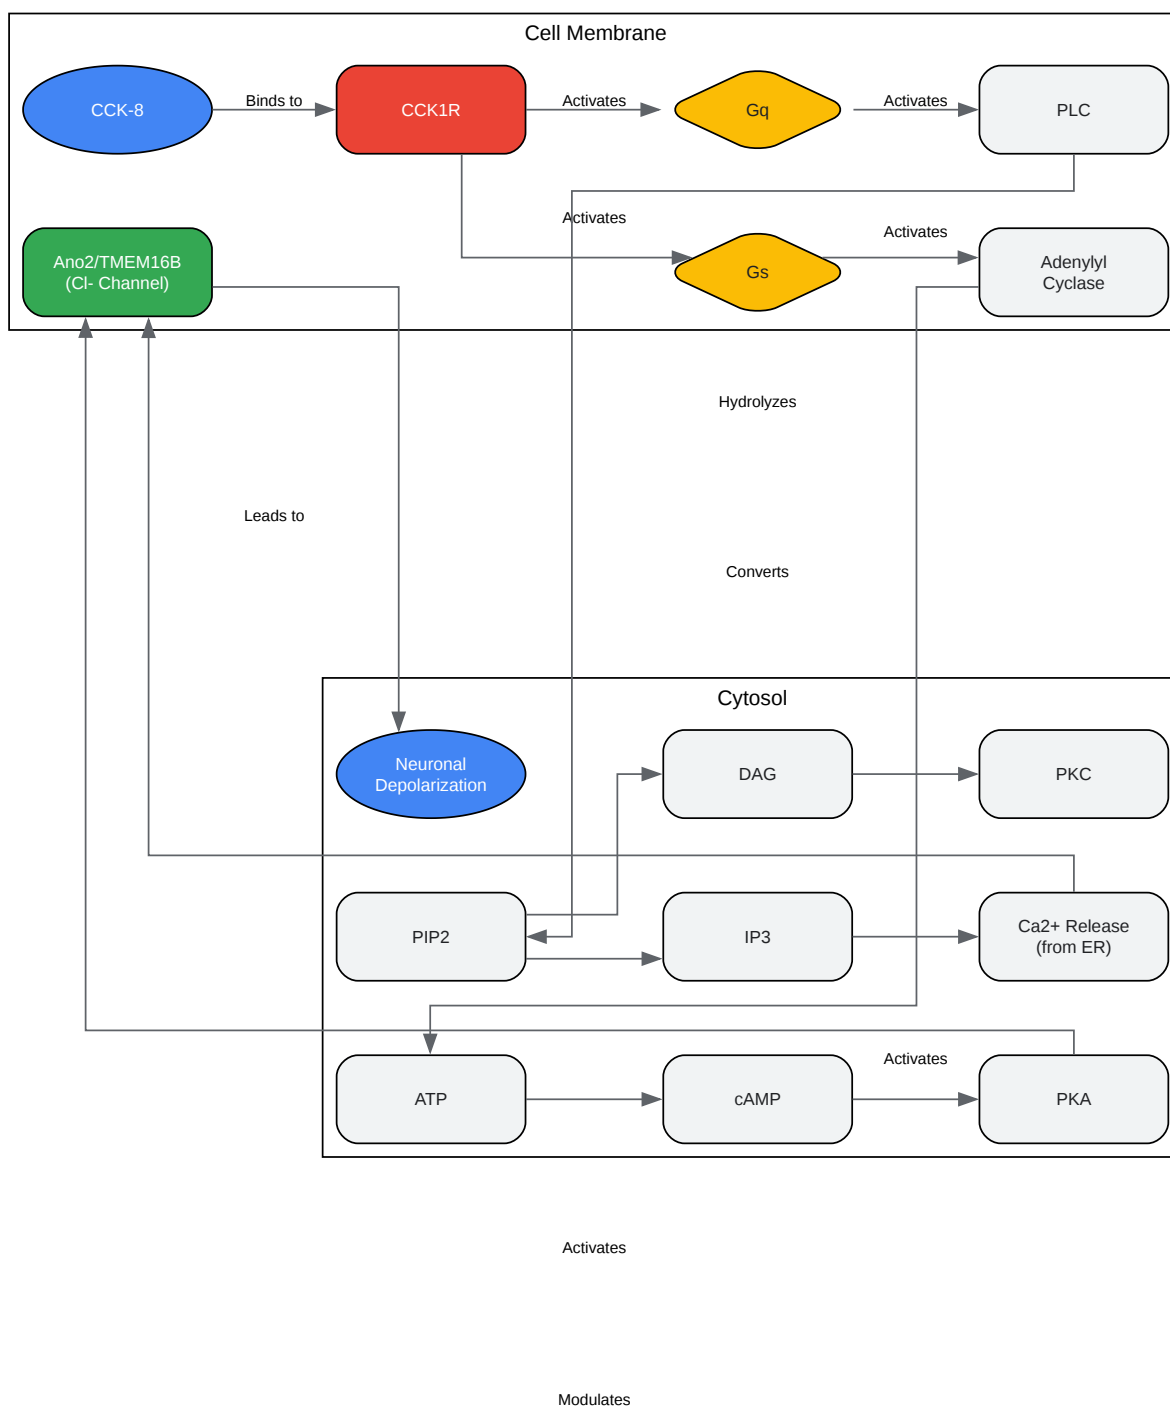 Cell Membrane
CCK-8
Binds to
CCK1R
Activates
Gq
Activates
PLC
Ano2/TMEM16B
(Cl- Channel)
Activates
Gs
Activates
Adenylyl
Cyclase
Hydrolyzes
Leads to
Converts
Cytosol
Neuronal
Depolarization
DAG
PKC
PIP2
IP3
Ca2+ Release
(from ER)
ATP
cAMP
Activates
PKA
Activates
Modulates